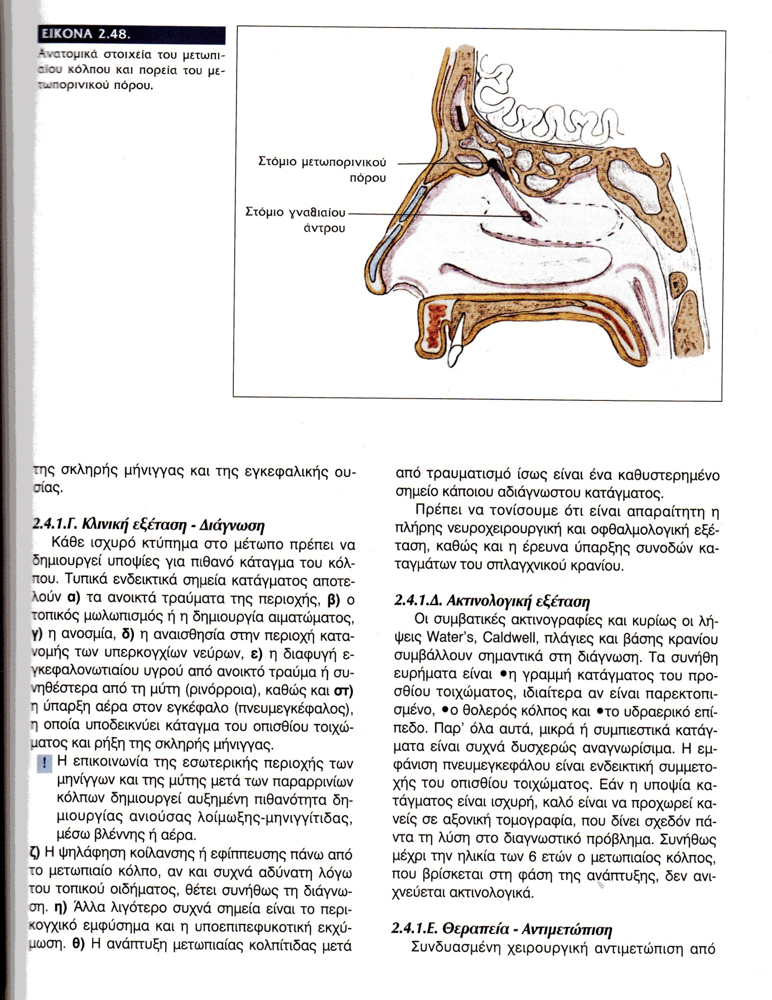 ΕΙΚΟΝΑ 2.48.
Ανατομικά στοιχεία του μετωπι-
αίου κόλπου και πορεία του με-
τωπορινικού πόρου.
Στόμιο μετωπορινικού
πόρου
Στόμιο γναθιαίου
άντρου
της σκληρής μήνιγγας και της εγκεφαλικής ου-
σίας.
2.4.1.Γ. Κλινική εξέταση - Διάγνωση
Κάθε ισχυρό κτύπημα στο μέτωπο πρέπει να
δημιουργεί υποψίες για πιθανό κάταγμα του κόλ-
που. Τυπικά ενδεικτικά σημεία κατάγματος αποτε-
λούν α) τα ανοικτά τραύματα της περιοχής, β) ο
τοπικός μωλωπισμός ή η δημιουργία αιματώματος,
γ) η ανοσμία, δ) η αναισθησία στην περιοχή κατα-
νομής των υπερκογχίων νεύρων, ε) η διαφυγή ε-
γκεφαλονωτιαίου υγρού από ανοικτό τραύμα ή συ-
νηθέστερα από τη μύτη (ρινόρροια), καθώς και στ)
η ύπαρξη αέρα στον εγκέφαλο (πνευμεγκέφαλος),
η οποία υποδεικνύει κάταγμα του οπισθίου τοιχώ-
ματος και ρήξη της σκληρής μήνιγγας.
! Η επικοινωνία της εσωτερικής περιοχής των
μηνίγγων και της μύτης μετά των παραρρινίων
κόλπων δημιουργεί αυξημένη πιθανότητα δη-
μιουργίας ανιούσας λοίμωξης-μηνιγγίτιδας,
μέσω βλέννης ή αέρα.
ζ) Η ψηλάφηση κοίλανσης ή εφίππευσης πάνω από
το μετωπιαίο κόλπο, αν και συχνά αδύνατη λόγω
του τοπικού οιδήματος, θέτει συνήθως τη διάγνω-
ση. η) Άλλα λιγότερο συχνά σημεία είναι το περι-
κογχικό εμφύσημα και η υποεπιπεφυκοτική εκχύ-
μωση. θ) Η ανάπτυξη μετωπιαίας κολπίτιδας μετά
από τραυματισμό ίσως είναι ένα καθυστερημένο
σημείο κάποιου αδιάγνωστου κατάγματος.
Πρέπει να τονίσουμε ότι είναι απαραίτητη η
πλήρης νευροχειρουργική και οφθαλμολογική εξέ-
ταση, καθώς και η έρευνα ύπαρξης συνοδών κα-
ταγμάτων του σπλαγχνικού κρανίου.
2.4.1.Δ. Ακτινολογική εξέταση
Οι συμβατικές ακτινογραφίες και κυρίως οι λή-
ψεις Water's, Caldwell, πλάγιες και βάσης κρανίου
συμβάλλουν σημαντικά στη διάγνωση. Τα συνήθη
ευρήματα είναι •η γραμμή κατάγματος του προ-
σθίου τοιχώματος, ιδιαίτερα αν είναι παρεκτοπι-
σμένο, •ο θολερός κόλπος και •το υδραερικό επί-
πεδο. Παρ' όλα αυτά, μικρά ή συμπιεστικά κατάγ-
ματα είναι συχνά δυσχερώς αναγνωρίσιμα. Η εμ-
φάνιση πνευμεγκεφάλου είναι ενδεικτική συμμετο-
χής του οπισθίου τοιχώματος. Εάν η υποψία κα-
τάγματος είναι ισχυρή, καλό είναι να προχωρεί κα-
νείς σε αξονική τομογραφία, που δίνει σχεδόν πά-
ντα τη λύση στο διαγνωστικό πρόβλημα. Συνήθως
μέχρι την ηλικία των 6 ετών ο μετωπιαίος κόλπος,
που βρίσκεται στη φάση της ανάπτυξης, δεν ανι-
χνεύεται ακτινολογικά.
2.4.1.Ε. Θεραπεία - Αντιμετώπιση
Συνδυασμένη χειρουργική αντιμετώπιση από